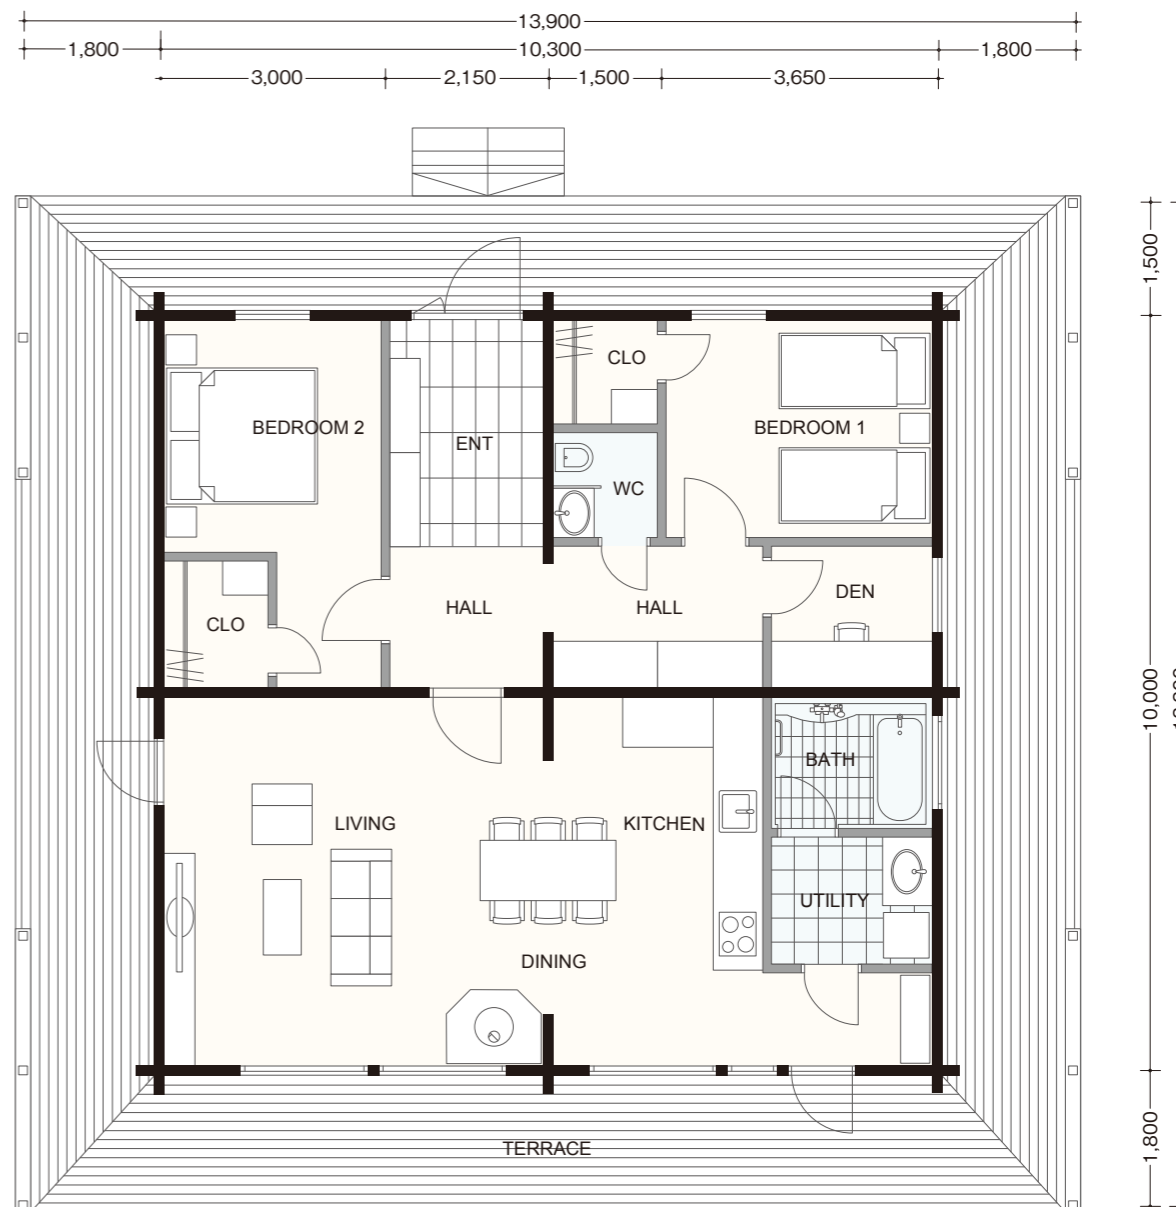 13,900
1,800 10,300 1,800
3,000 2,150 1,500 3,650
1,500
CLO
BEDROOM 2 BEDROOM 1
ENT
WC
DEN
HALL HALL
CLO
10,000
BATH
LIVING KITCHEN
UTILITY
DINING
1,800
TERRACE